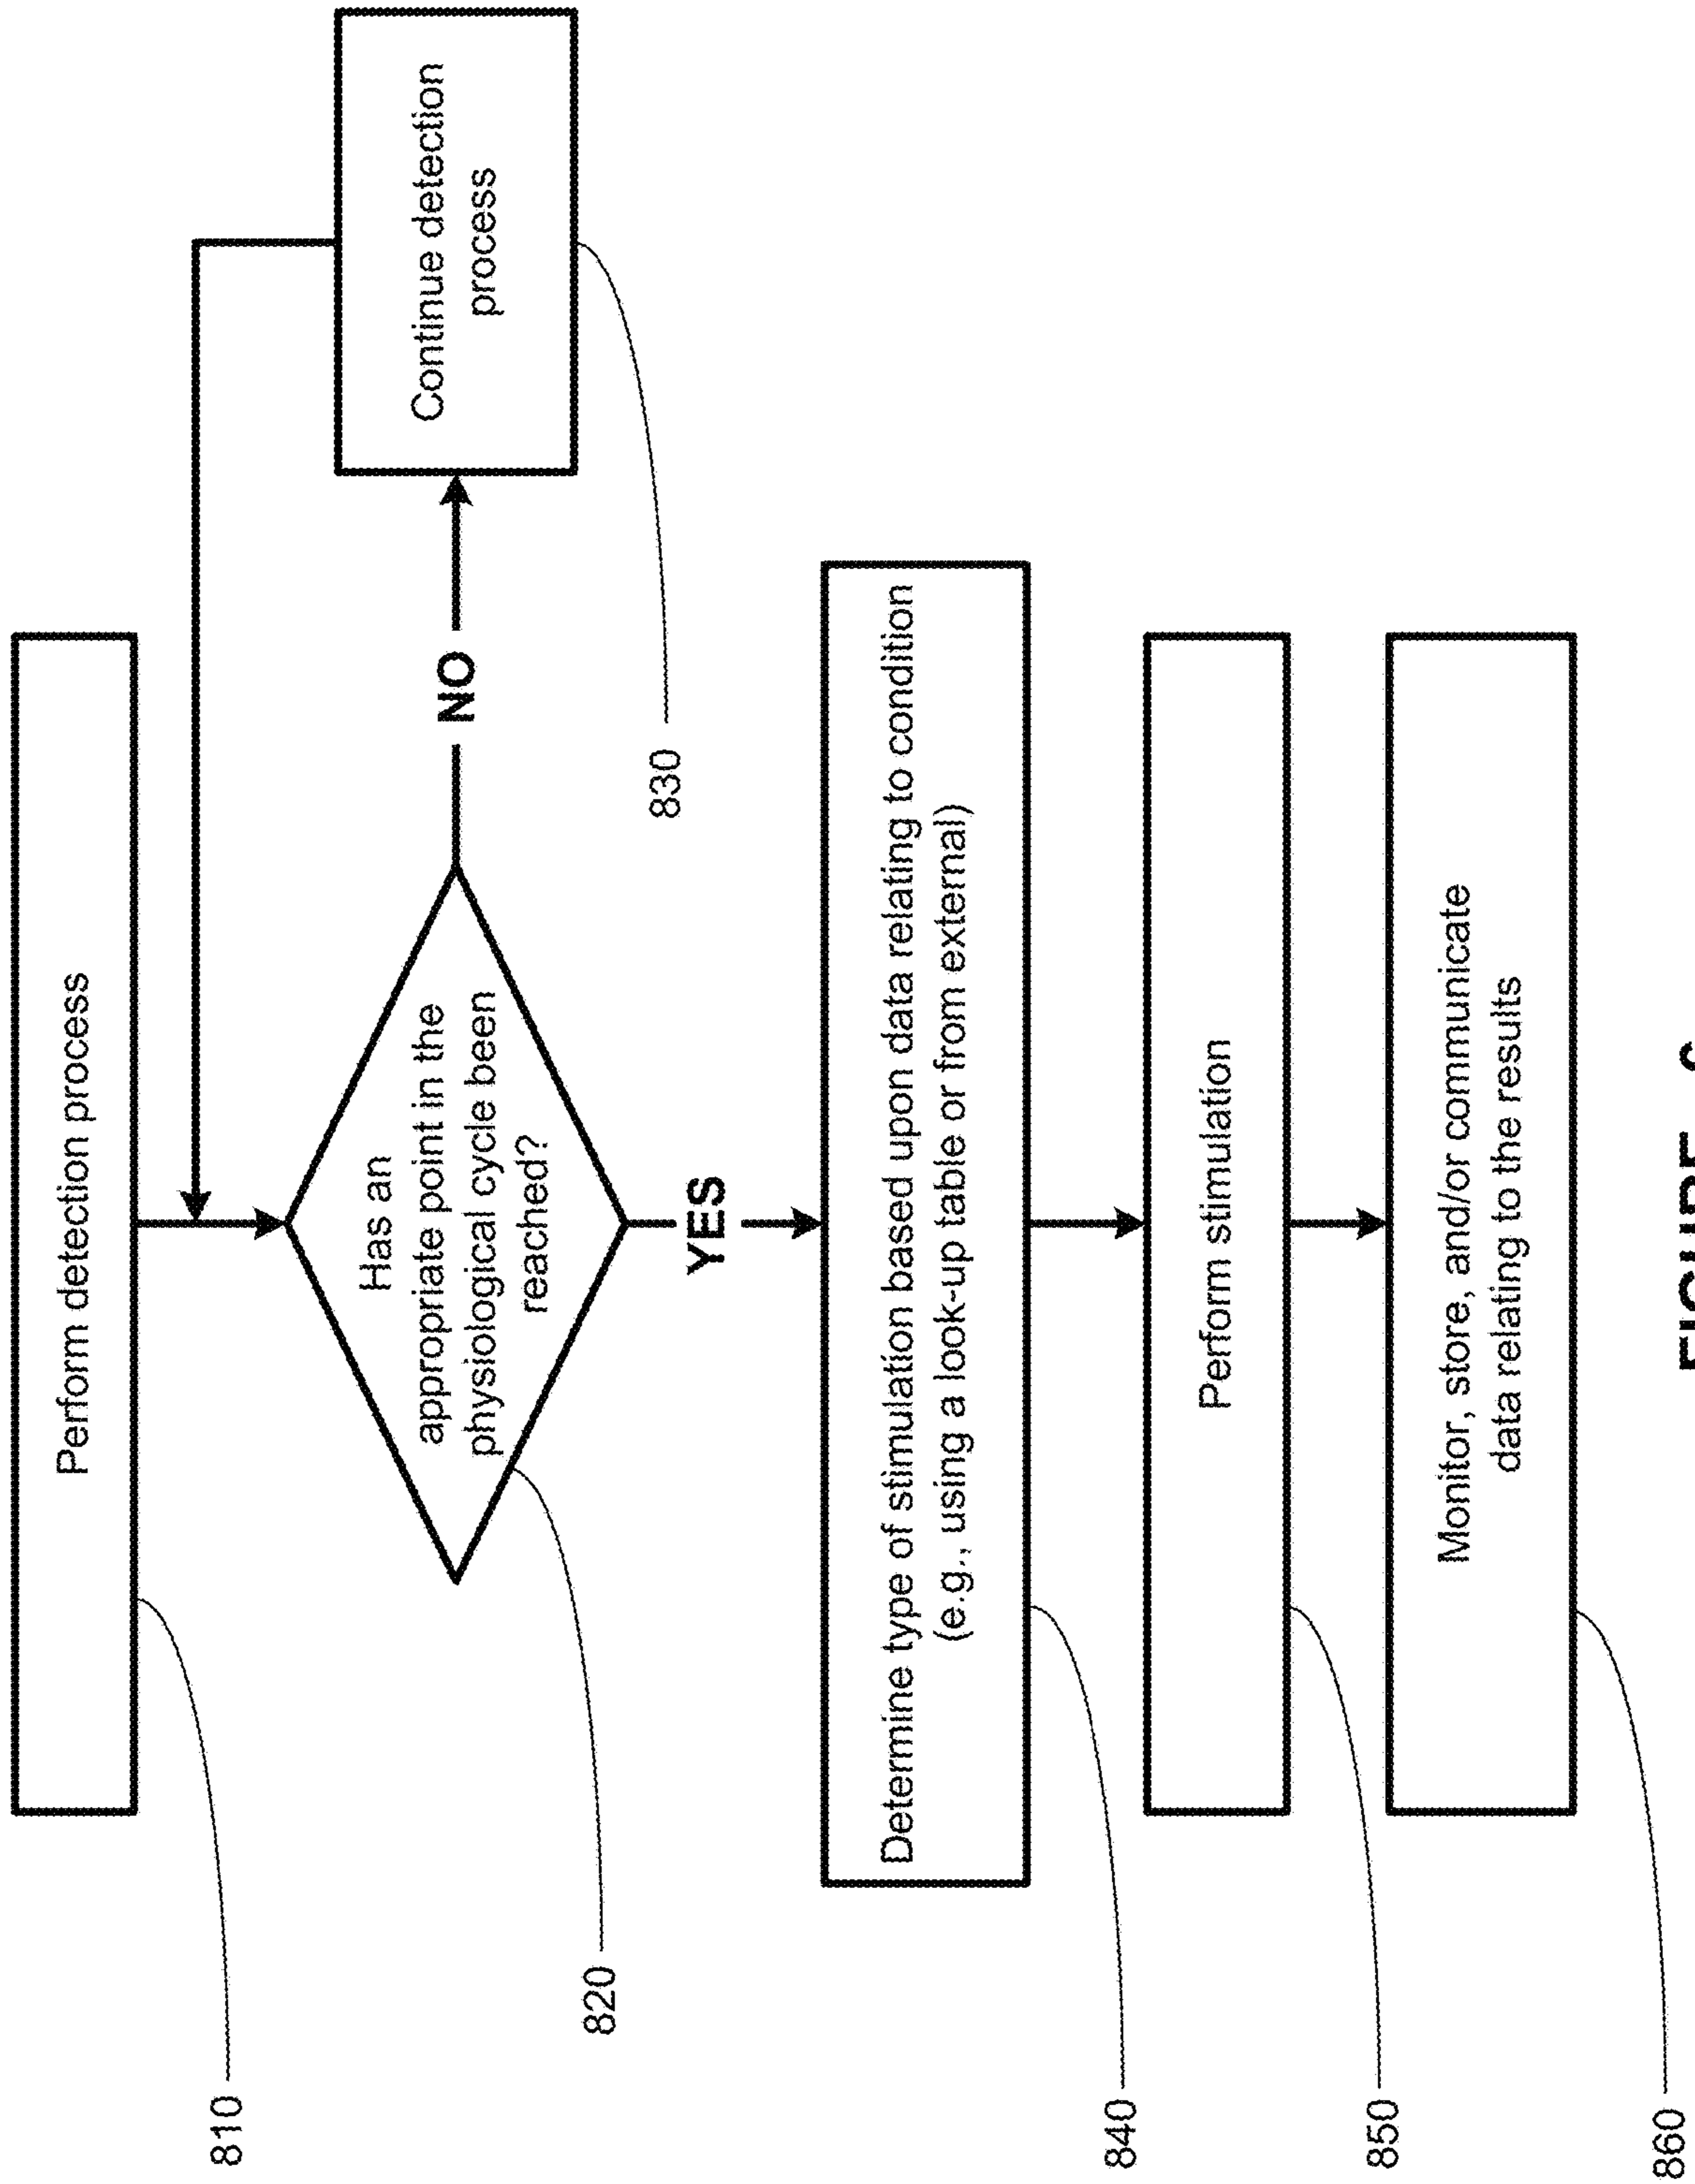 Perform detection process
810
Has an
appropriate point in the
physiological cycle been
reached?
820
NO
Continue detection
process
830
YES
Determine type of stimulation based upon data relating to condition
(e.g., using a look-up table or from external)
840
Perform stimulation
850
Monitor, store, and/or communicate
data relating to the results
860
FIGURE